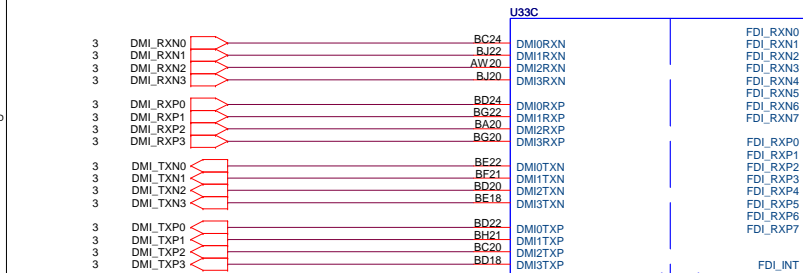 U33C
3 DMI_RXN0 BC24 DMI0RXN FDI_RXN0
3 DMI_RXN1 BJ22 DMI1RXN FDI_RXN1
3 DMI_RXN2 AW20 DMI2RXN FDI_RXN2
3 DMI_RXN3 BJ20 DMI3RXN FDI_RXN3
FDI_RXN4
FDI_RXN5
3 DMI_RXP0 BD24 DMI0RXP FDI_RXN6
3 DMI_RXP1 BG22 DMI1RXP FDI_RXN7
3 DMI_RXP2 BA20 DMI2RXP
3 DMI_RXP3 BG20 DMI3RXP FDI_RXP0
FDI_RXP1
3 DMI_TXN0 BE22 DMI0TXN FDI_RXP2
3 DMI_TXN1 BF21 DMI1TXN FDI_RXP3
3 DMI_TXN2 BD20 DMI2TXN FDI_RXP4
3 DMI_TXN3 BE18 DMI3TXN FDI_RXP5
FDI_RXP6
3 DMI_TXP0 BD22 DMI0TXP FDI_RXP7
3 DMI_TXP1 BH21 DMI1TXP
3 DMI_TXP2 BC20 DMI2TXP
3 DMI_TXP3 BD18 DMI3TXP FDI_INT